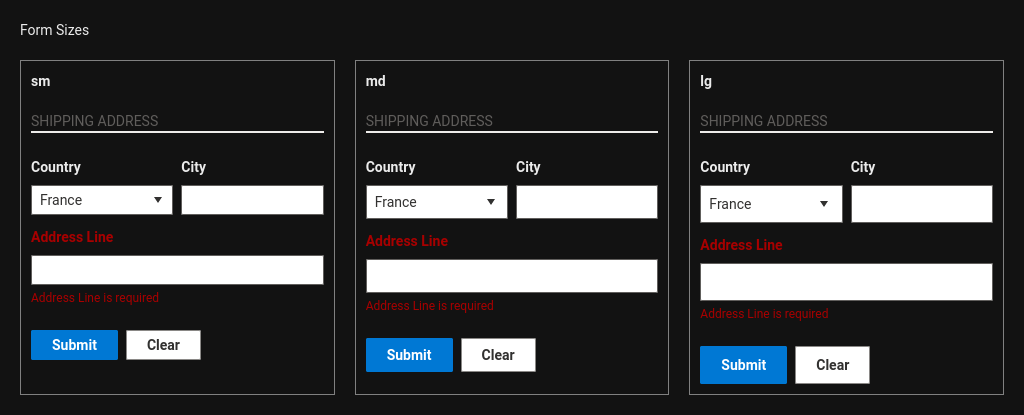 Form Sizes
sm
SHIPPING ADDRESS
Country City
France
Address Line
Address Line is required
Submit Clear
md
SHIPPING ADDRESS
Country City
France
Address Line
Address Line is required
Submit Clear
lg
SHIPPING ADDRESS
Country City
France
Address Line
Address Line is required
Submit Clear